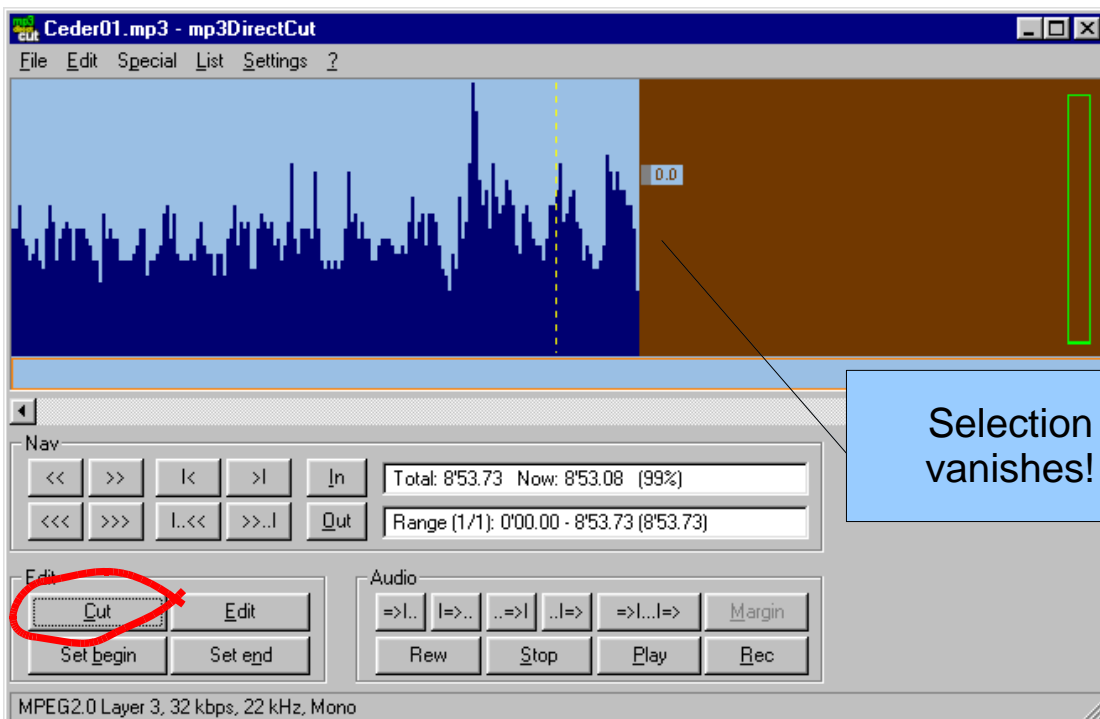 mp3 cut Ceder01.mp3 - mp3DirectCut
File Edit Special List Settings ?
0.0
Selection
vanishes!
Nav
<< >> I< >I In Total: 8'53.73 Now: 8'53.08 (99%)
<<< >>> I..<< >>..I Out Range (1/1): 0'00.00 - 8'53.73 (8'53.73)
Edit Audio
Cut Edit =>I.. I=>.. ..=>I ..I=> =>I...I=> Margin
Set begin Set end Rew Stop Play Rec
MPEG2.0 Layer 3, 32 kbps, 22 kHz, Mono